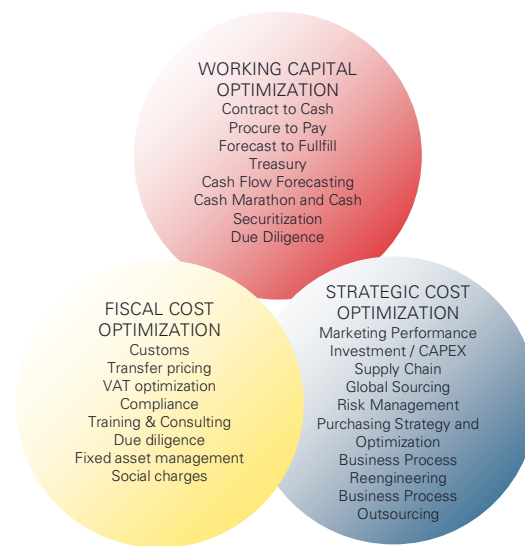 WORKING CAPITAL
OPTIMIZATION
Contract to Cash
Procure to Pay
Forecast to Fullfill
Treasury
Cash Flow Forecasting
Cash Marathon and Cash
Securitization
Due Diligence
FISCAL COST
OPTIMIZATION
Customs
Transfer pricing
VAT optimization
Compliance
Training & Consulting
Due diligence
Fixed asset management
Social charges
STRATEGIC COST
OPTIMIZATION
Marketing Performance
Investment / CAPEX
Supply Chain
Global Sourcing
Risk Management
Purchasing Strategy and
Optimization
Business Process
Reengineering
Business Process
Outsourcing